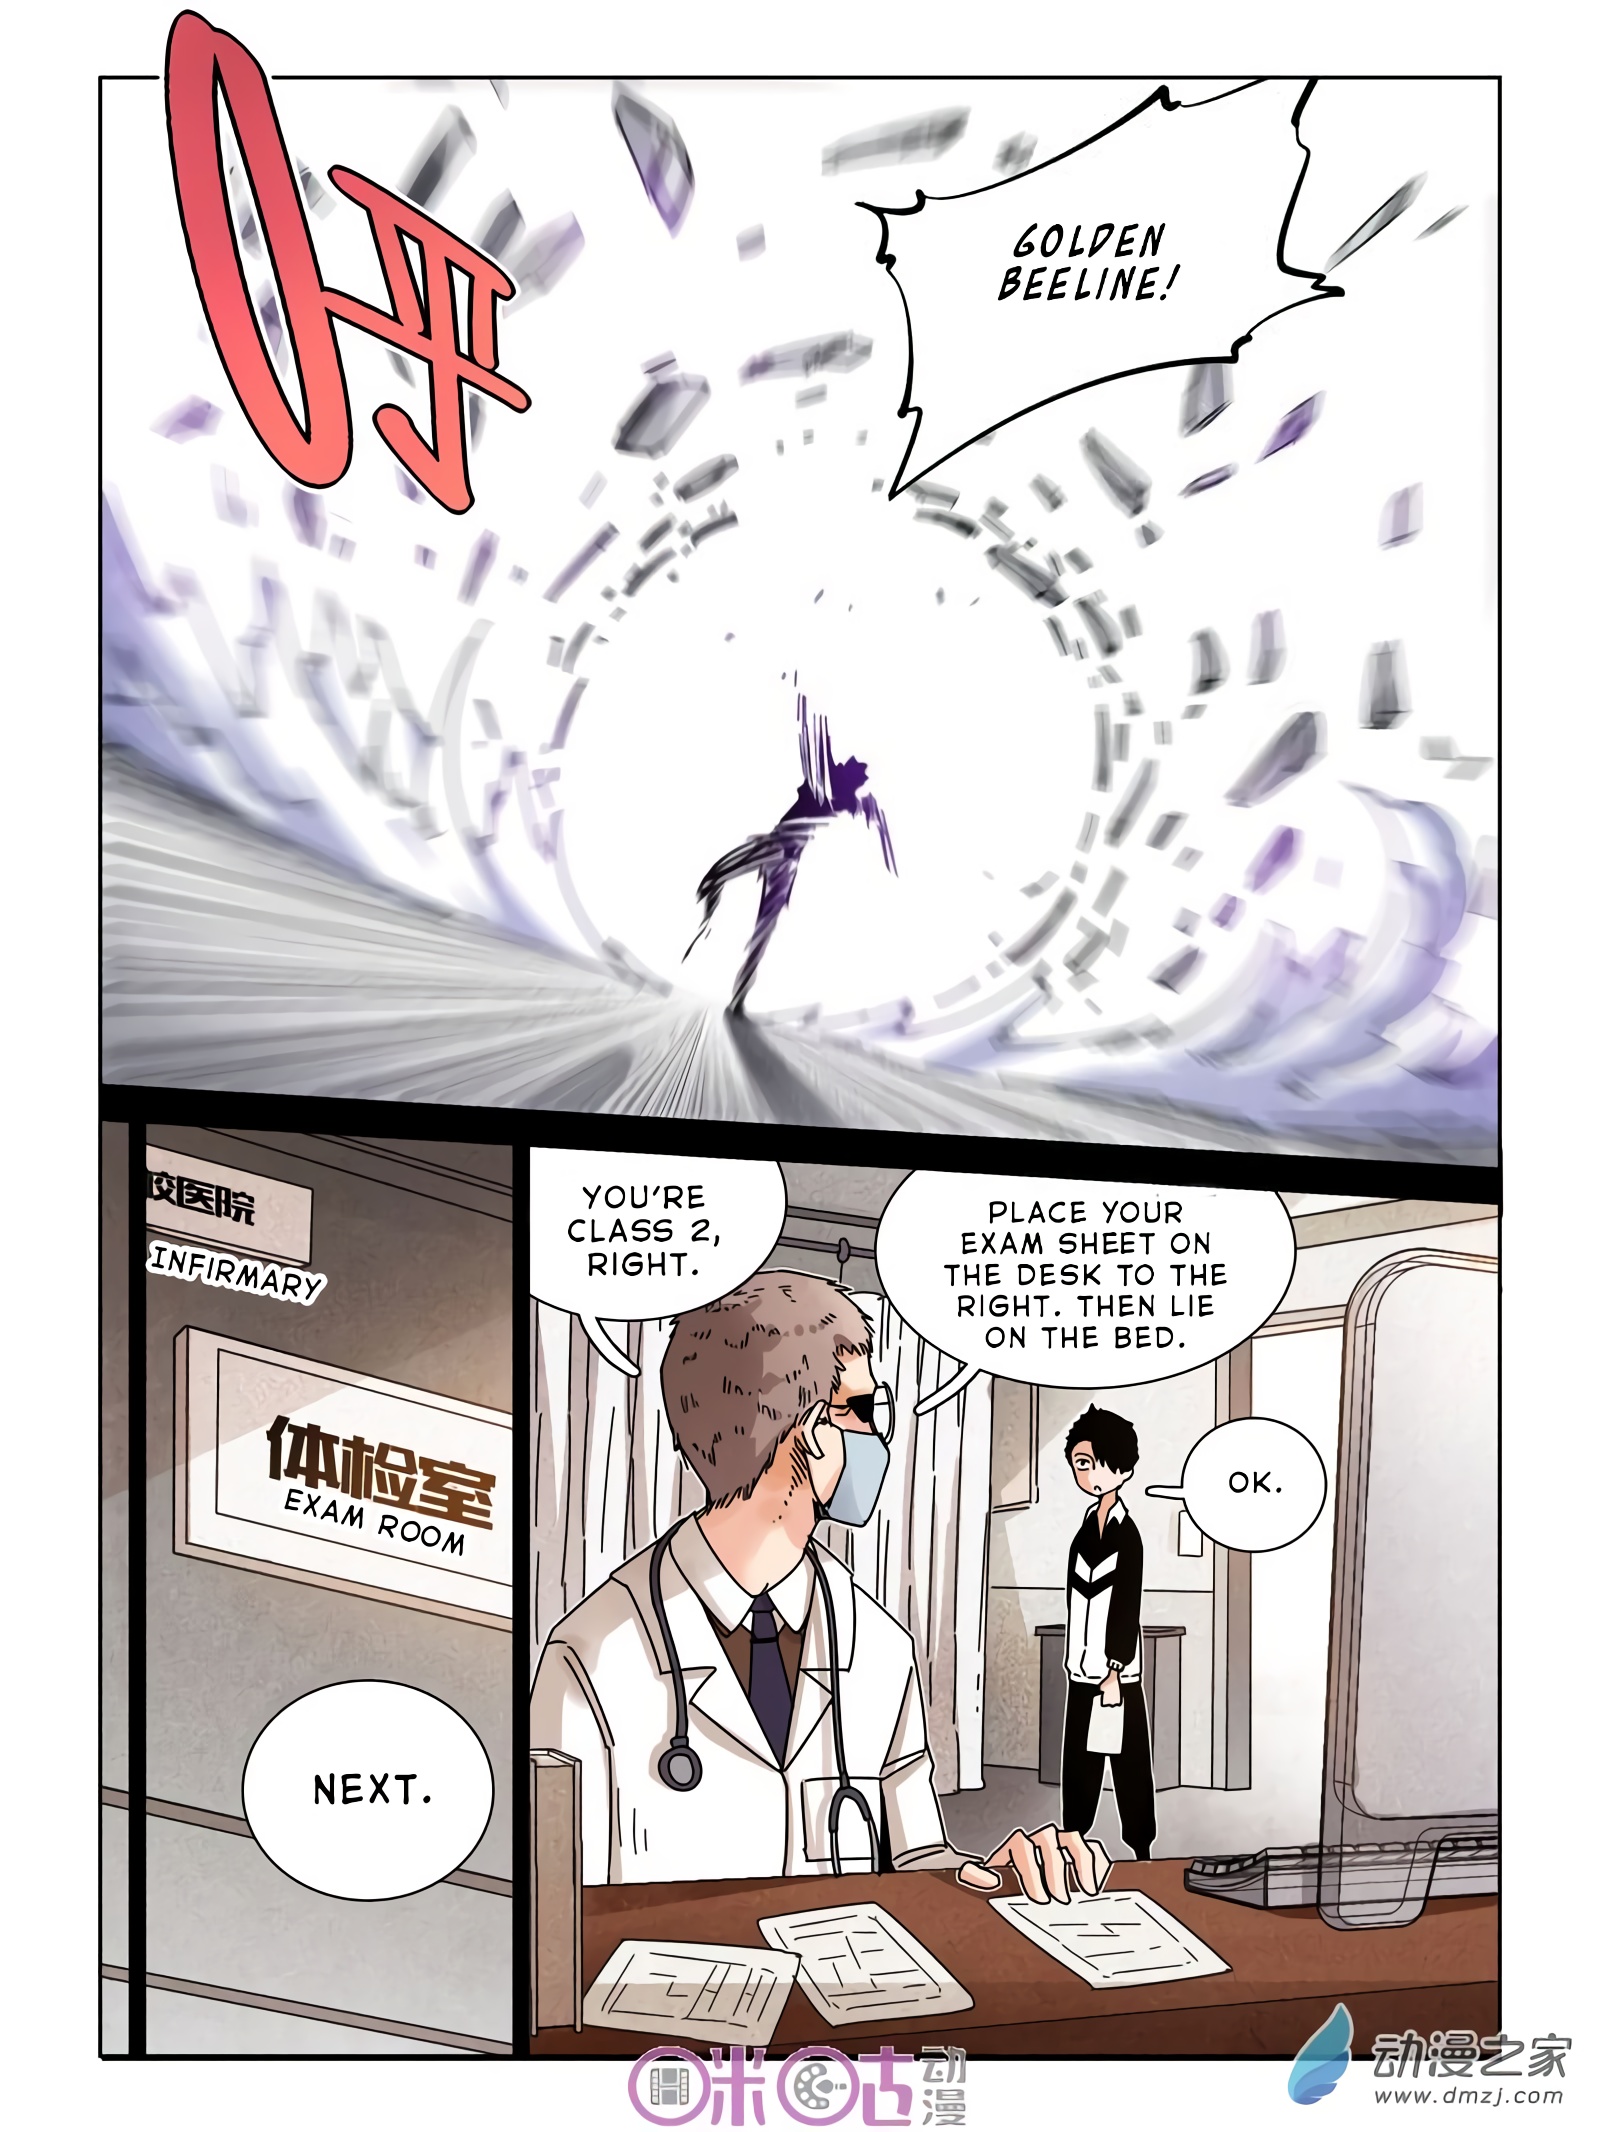 GOLDEN
BEELINE!
校医院
INFIRMARY
体检室
EXAM ROOM
NEXT.
YOU'RE
CLASS 2,
RIGHT.
PLACE YOUR
EXAM SHEET ON
THE DESK TO THE
RIGHT. THEN LIE
ON THE BED.
OK.
咪咕动漫
动漫之家
www.dmzj.com